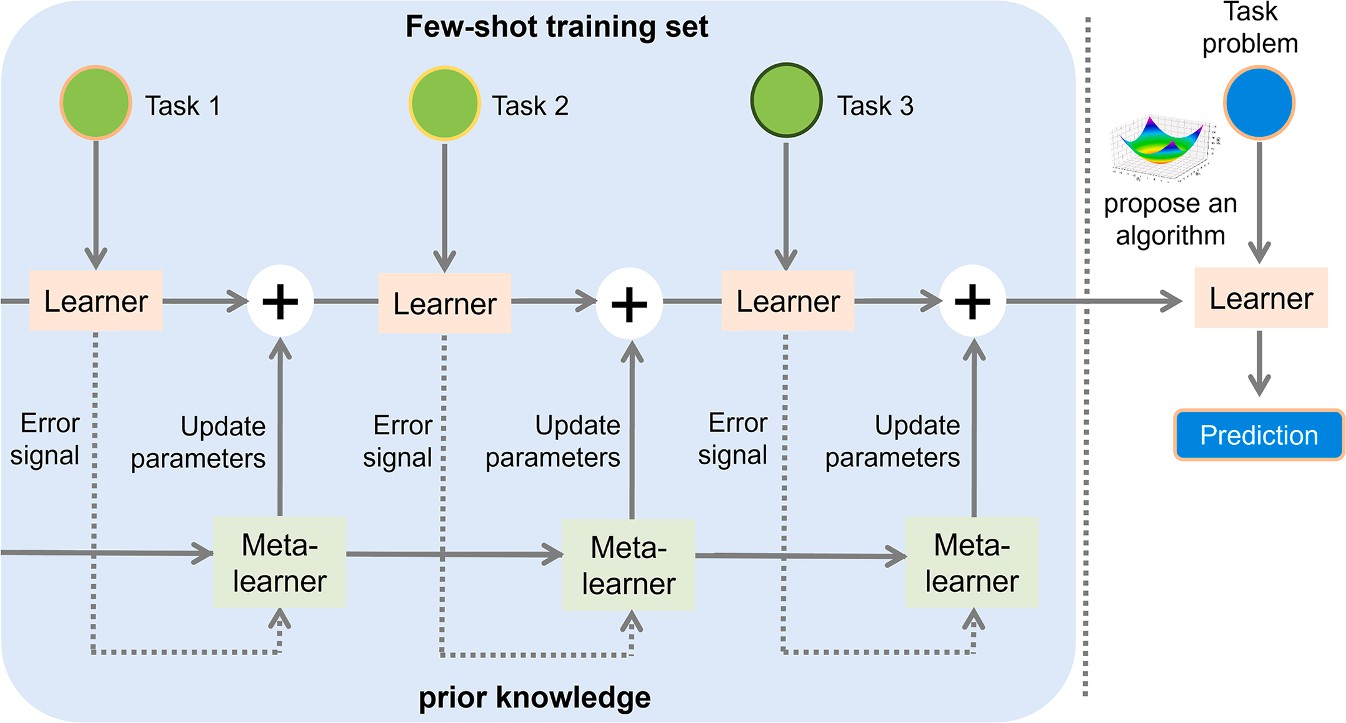 Few-shot training set
Task 1
Task 2
Task 3
Task
problem
propose an
algorithm
Learner
+
Learner
+
Learner
+
Learner
Error
signal
Update
parameters
Error
signal
Update
parameters
Error
signal
Update
parameters
Prediction
Meta-
learner
Meta-
learner
Meta-
learner
prior knowledge